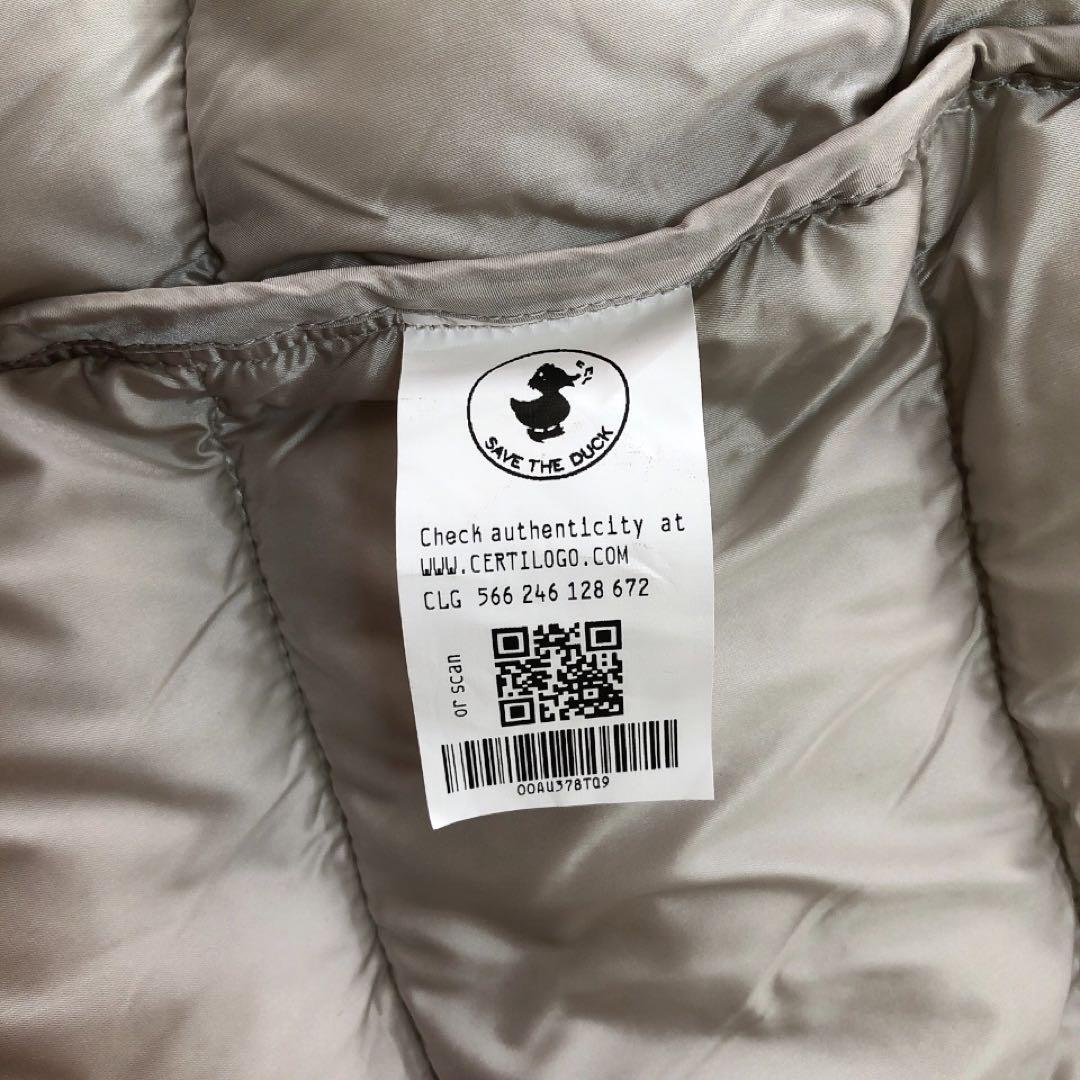 SAVE THE DUCK
Check authenticity at
WWW.CERTILOGO.COM
CLG 566 246 128 672
or scan
00AU378TQ9